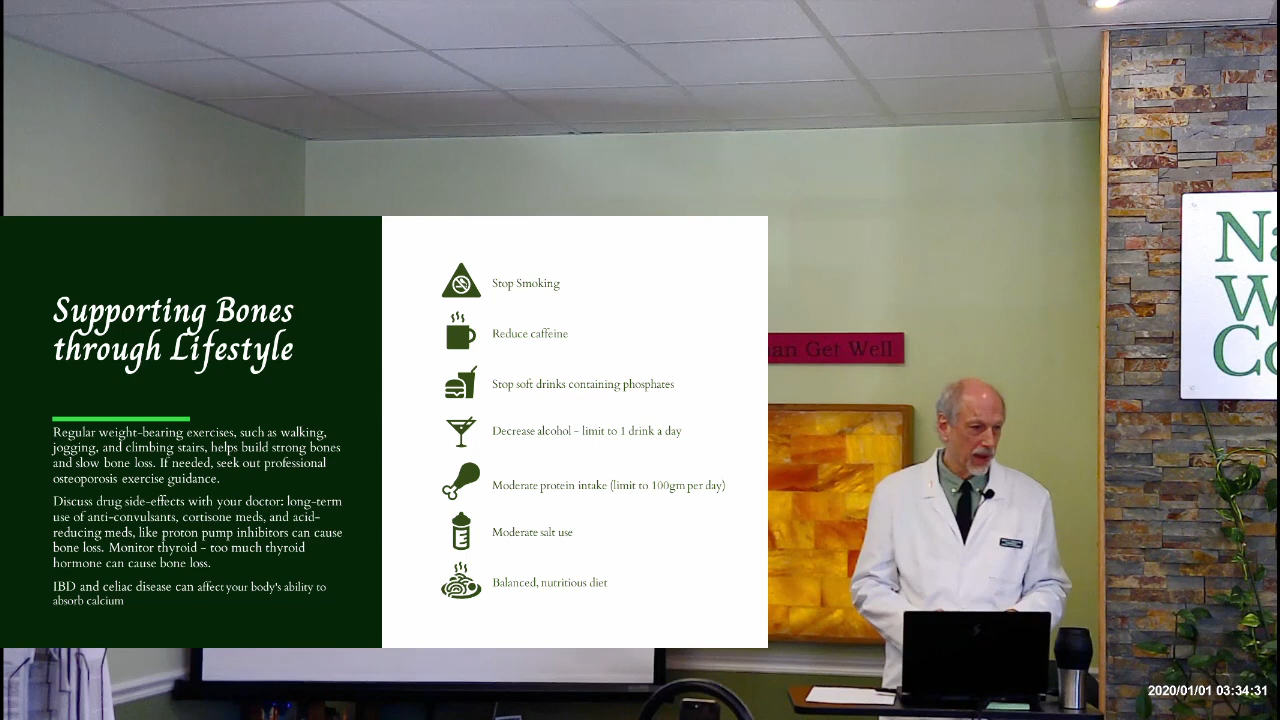 Supporting Bones
through Lifestyle
Regular weight-bearing exercises, such as walking,
jogging, and climbing stairs, helps build strong bones
and slow bone loss. If needed, seek out professional
osteoporosis exercise guidance.
Discuss drug side-effects with your doctor: long-term
use of anti-convulsants, cortisone meds, and acid-
reducing meds, like proton pump inhibitors can cause
bone loss. Monitor thyroid - too much thyroid
hormone can cause bone loss.
IBD and celiac disease can affect your body's ability to
absorb calcium
Stop Smoking
Reduce caffeine
Stop soft drinks containing phosphates
Decrease alcohol - limit to 1 drink a day
Moderate protein intake (limit to 100gm per day)
Moderate salt use
Balanced, nutritious diet
an Get Well
Na
W
Co
2020/01/01 03:34:31